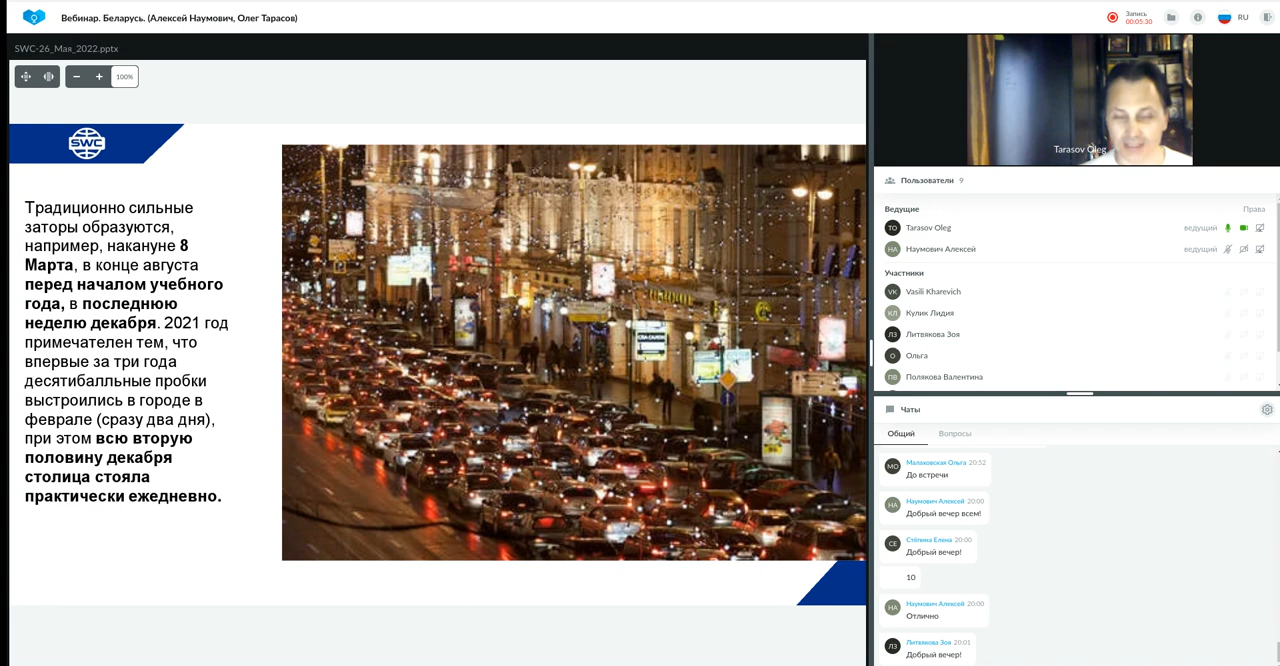 Вебинар. Беларусь. (Алексей Наумович, Олег Тарасов)
Запись
00:05:30
RU
SWC-26_Мая_2022.pptx
100%
SWC
Традиционно сильные
заторы образуются,
например, накануне 8
Марта, в конце августа
перед началом учебного
года, в последнюю
неделю декабря. 2021 год
примечателен тем, что
впервые за три года
десятибалльные пробки
выстроились в городе в
феврале (сразу два дня),
при этом всю вторую
половину декабря
столица стояла
практически ежедневно.
Tarasov Oleg
Пользователи 9
Ведущие Права
TO Tarasov Oleg ведущий
НА Наумович Алексей ведущий
Участники
VK Vasili Kharevich
КЛ Кулик Лидия
ЛЗ Литвякова Зоя
О Ольга
ПВ Полякова Валентина
Чаты
Общий Вопросы
МО Малаховская Ольга 20:52
До встречи
НА Наумович Алексей 20:00
Добрый вечер всем!
СЕ Стёпина Елена 20:00
Добрый вечер!
10
НА Наумович Алексей 20:00
Отлично
ЛЗ Литвякова Зоя 20:01
Добрый вечер!